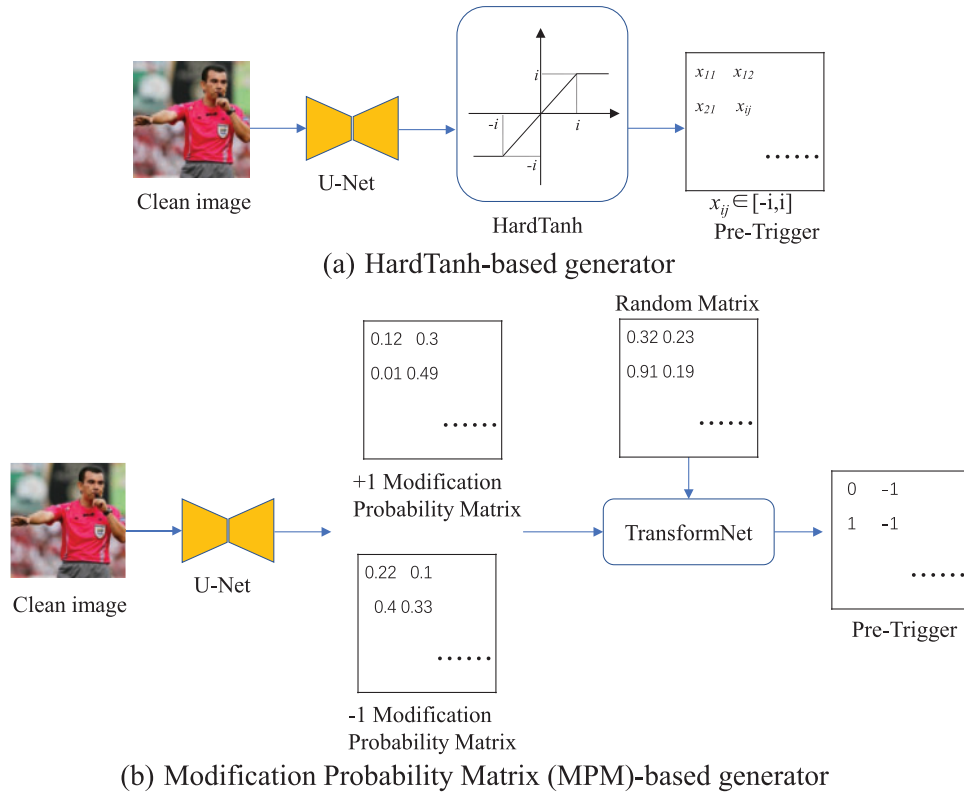 i
-i
i
-i
x11 x12
x21 xij
......
Clean image
U-Net
HardTanh
xij∈[-i,i]
Pre-Trigger
(a) HardTanh-based generator
Random Matrix
0.12 0.3
0.01 0.49
......
0.32 0.23
0.91 0.19
......
+1 Modification
Probability Matrix
TransformNet
0 -1
1 -1
......
U-Net
Clean image
0.22 0.1
0.4 0.33
......
Pre-Trigger
-1 Modification
Probability Matrix
(b) Modification Probability Matrix (MPM)-based generator